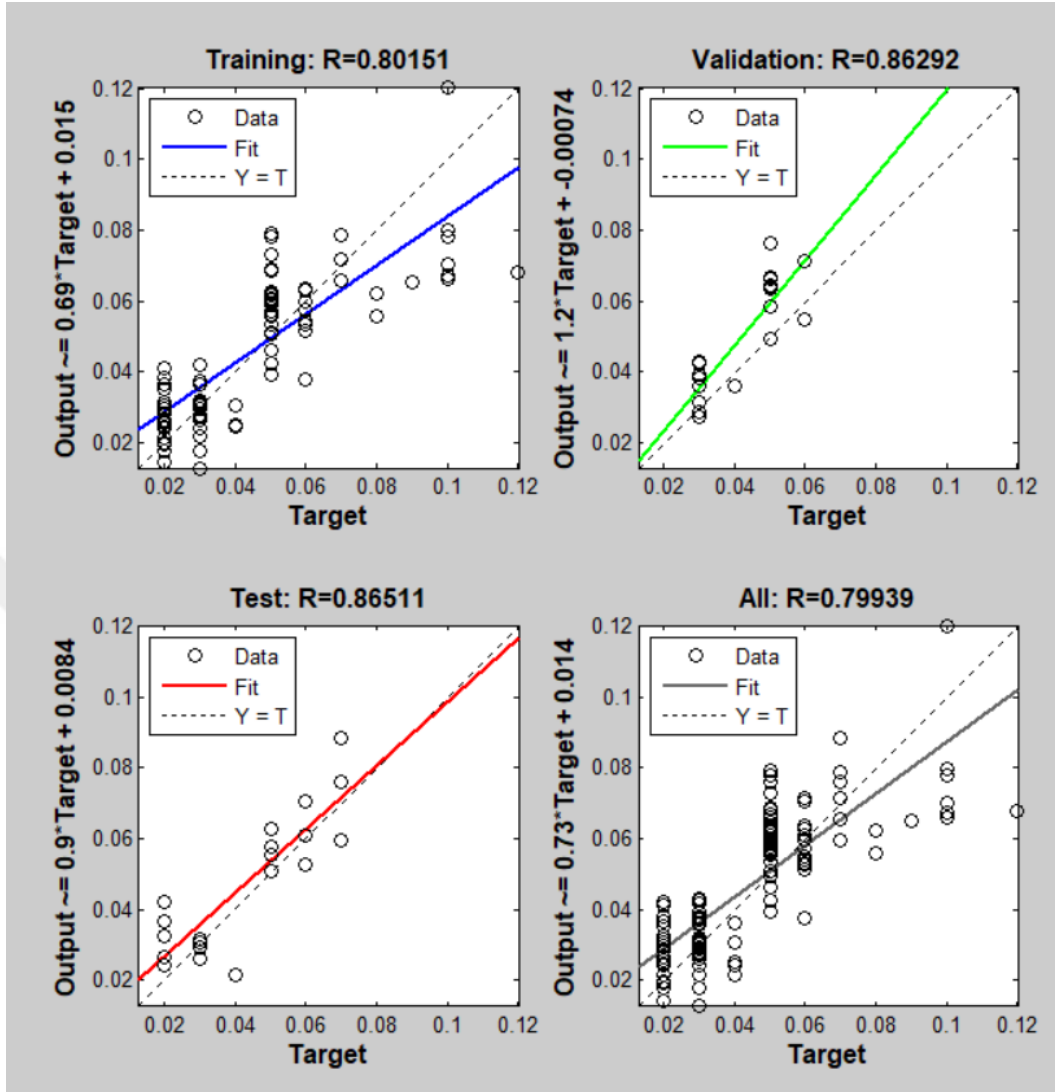 Training: R=0.80151
Output ~= 0.69*Target + 0.015
0.12
0.1
0.08
0.06
0.04
0.02
Data
Fit
Y = T
0.02 0.04 0.06 0.08 0.1 0.12
Target
Validation: R=0.86292
Output ~= 1.2*Target + -0.00074
0.12
0.1
0.08
0.06
0.04
0.02
Data
Fit
Y = T
0.02 0.04 0.06 0.08 0.1 0.12
Target
Test: R=0.86511
Output ~= 0.9*Target + 0.0084
0.12
0.1
0.08
0.06
0.04
0.02
Data
Fit
Y = T
0.02 0.04 0.06 0.08 0.1 0.12
Target
All: R=0.79939
Output ~= 0.73*Target + 0.014
0.12
0.1
0.08
0.06
0.04
0.02
Data
Fit
Y = T
0.02 0.04 0.06 0.08 0.1 0.12
Target